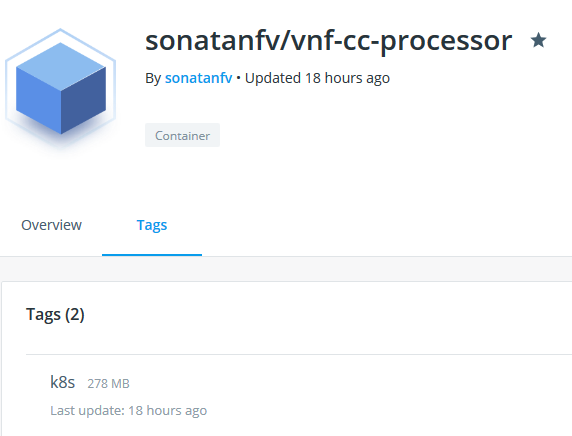 sonatanfv/vnf-cc-processor
By sonatanfv • Updated 18 hours ago
Container
Overview Tags
Tags (2)
k8s 278 MB
Last update: 18 hours ago